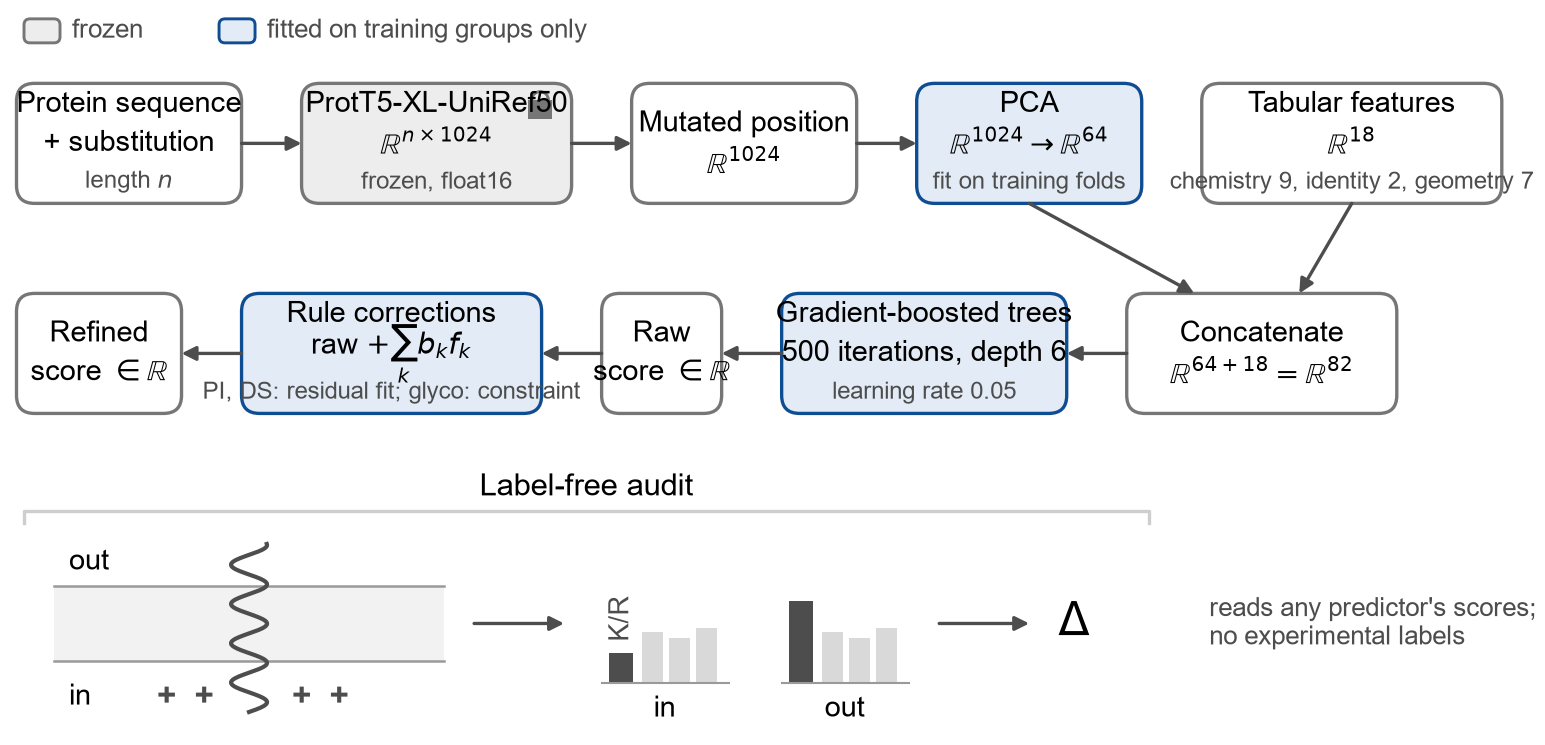 frozen
fitted on training groups only
Protein sequence
+ substitution
length n
ProtT5-XL-UniRef50
ℝ^{n × 1024}
frozen, float16
Mutated position
ℝ^{1024}
PCA
ℝ^{1024} → ℝ^{64}
fit on training folds
Tabular features
ℝ^{18}
chemistry 9, identity 2, geometry 7
Refined
score ∈ ℝ
Rule corrections
raw + ∑_k b_k f_k
PI, DS: residual fit; glyco: constraint
Raw
score ∈ ℝ
Gradient-boosted trees
500 iterations, depth 6
learning rate 0.05
Concatenate
ℝ^{64 + 18} = ℝ^{82}
Label-free audit
out
in
+ + + +
K/R
in
out
Δ
reads any predictor's scores;
no experimental labels